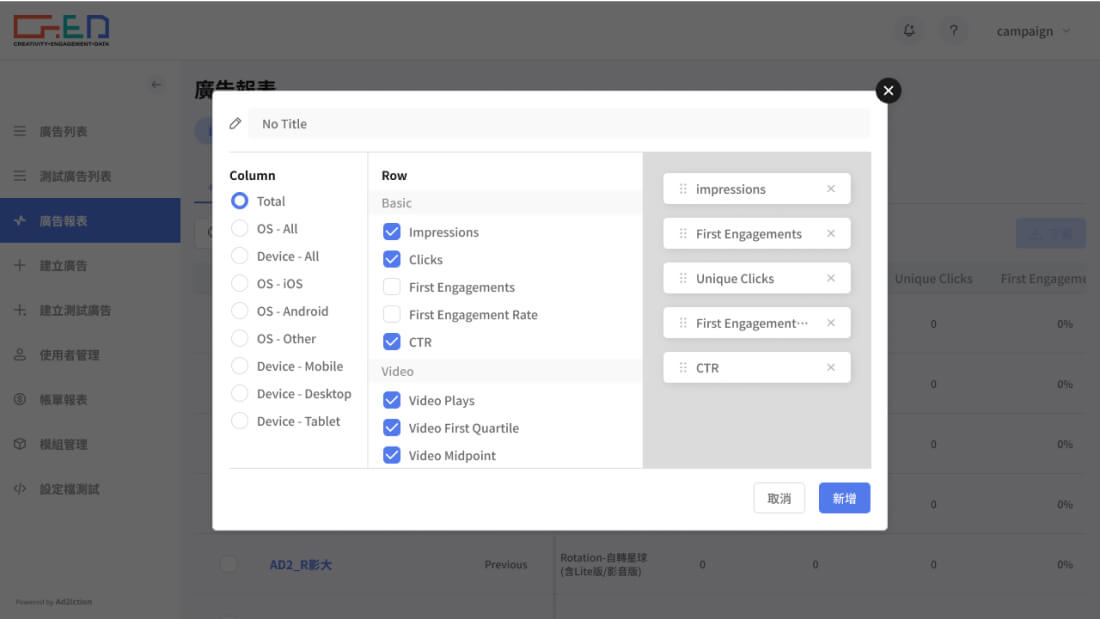 CREATIVITY•ENGAGEMENT•DATA
?
campaign
廣告報表
廣告列表
測試廣告列表
廣告報表
建立廣告
建立測試廣告
使用者管理
帳單報表
模組管理
設定檔測試
Powered by Ad2iction
No Title
Column
Total
OS - All
Device - All
OS - iOS
OS - Android
OS - Other
Device - Mobile
Device - Desktop
Device - Tablet
Row
Basic
Impressions
Clicks
First Engagements
First Engagement Rate
CTR
Video
Video Plays
Video First Quartile
Video Midpoint
impressions
First Engagements
Unique Clicks
First Engagement…
CTR
取消
新增
下載
Unique Clicks
First Engageme
0
0%
0
0%
0
0%
0
0%
AD2_R影大
Previous
Rotation-自轉星球
(含Lite版/影音版)
0
0
0
0%